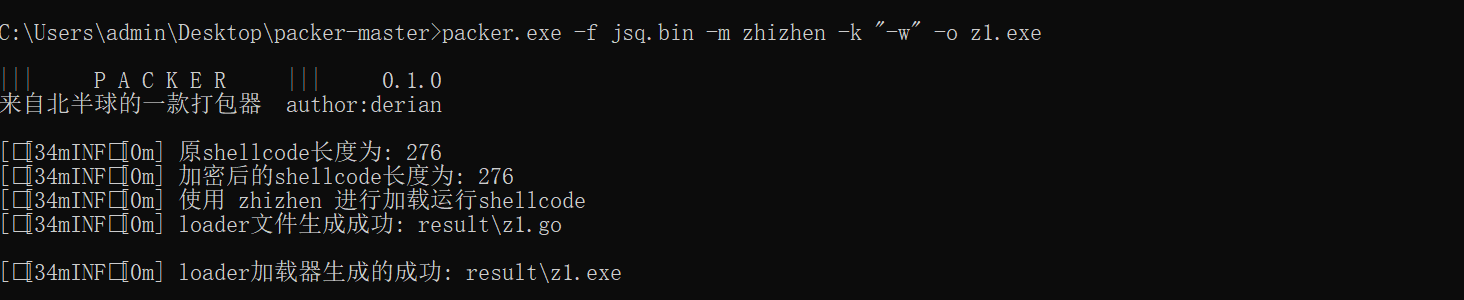 C:\Users\admin\Desktop\packer-master>packer.exe -f jsq.bin -m zhizhen -k "-w" -o z1.exe
||| P A C K E R ||| 0.1.0
来自北半球的一款打包器 author:derian
[□[34mINF□[0m] 原shellcode长度为: 276
[□[34mINF□[0m] 加密后的shellcode长度为: 276
[□[34mINF□[0m] 使用 zhizhen 进行加载运行shellcode
[□[34mINF□[0m] loader文件生成成功: result\z1.go
[□[34mINF□[0m] loader加载器生成的成功: result\z1.exe